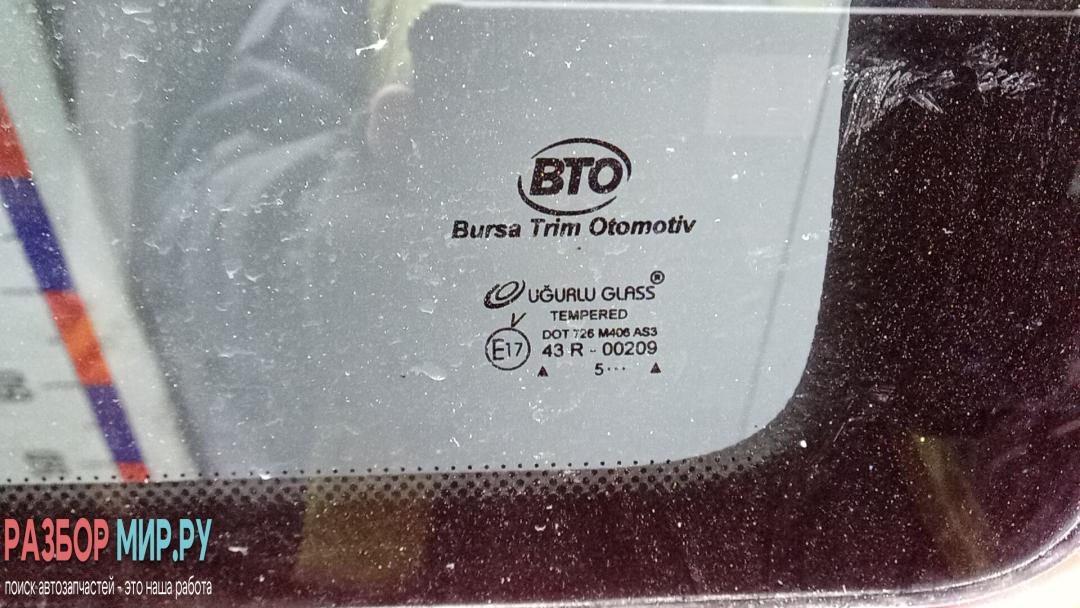 BTO
Bursa Trim Otomotiv
UĞURLU GLASS®
TEMPERED
DOT 726 M406 AS3
E17 43 R - 00209
5...
РАЗБОР МИР.РУ
поиск автозапчастей - это наша работа